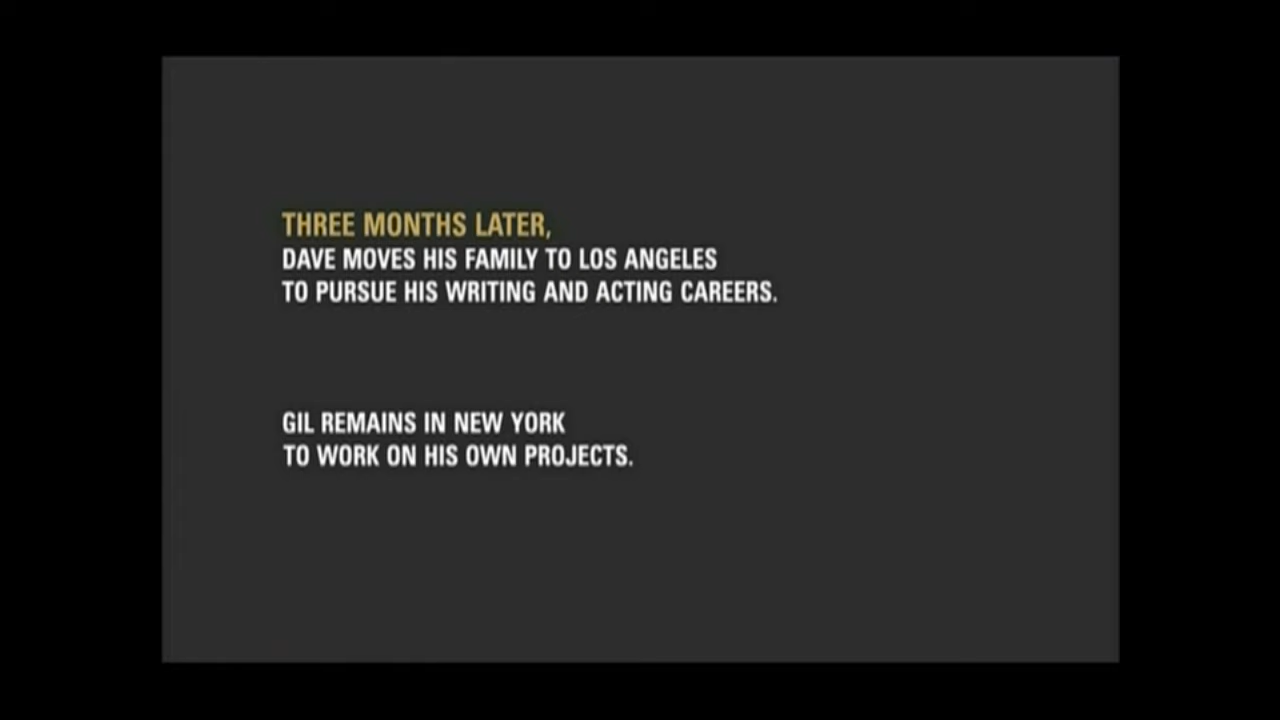 THREE MONTHS LATER,
DAVE MOVES HIS FAMILY TO LOS ANGELES
TO PURSUE HIS WRITING AND ACTING CAREERS.
GIL REMAINS IN NEW YORK
TO WORK ON HIS OWN PROJECTS.